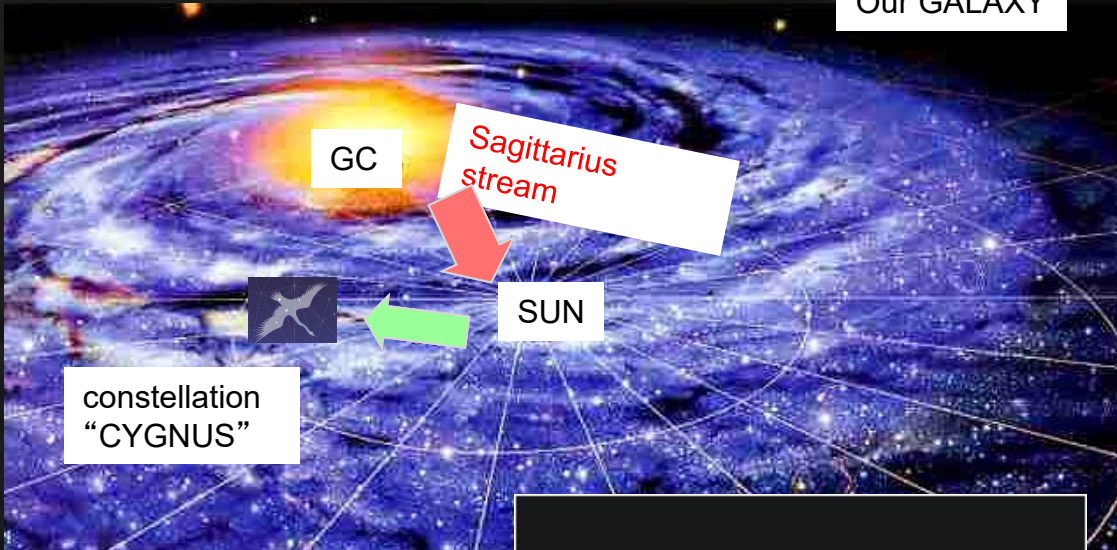 Our GALAXY
GC
Sagittarius
stream
SUN
constellation
“CYGNUS”